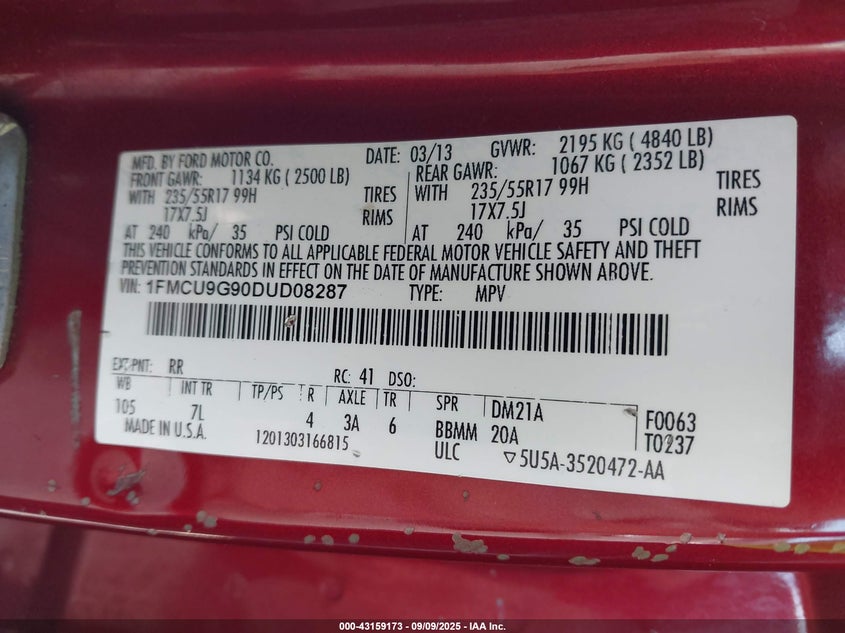 MFD. BY FORD MOTOR CO. DATE: 03/13 GVWR: 2195 KG ( 4840 LB)
FRONT GAWR: 1134 KG ( 2500 LB) REAR GAWR: 1067 KG ( 2352 LB)
WITH 235/55R17 99H TIRES WITH 235/55R17 99H TIRES
17X7.5J RIMS 17X7.5J RIMS
AT 240 kPa/ 35 PSI COLD AT 240 kPa/ 35 PSI COLD
THIS VEHICLE CONFORMS TO ALL APPLICABLE FEDERAL MOTOR VEHICLE SAFETY AND THEFT
PREVENTION STANDARDS IN EFFECT ON THE DATE OF MANUFACTURE SHOWN ABOVE.
VIN: 1FMCU9G90DUD08287 TYPE: MPV
EXT PNT: RR RC: 41 DSO:
WB INT TR TP/PS R AXLE TR SPR DM21A F0063
105 7L 4 3A 6 BBMM 20A T0237
MADE IN U.S.A. 1201303166815 ULC ▽5U5A-3520472-AA
000-43159173 - 09/09/2025 - IAA Inc.